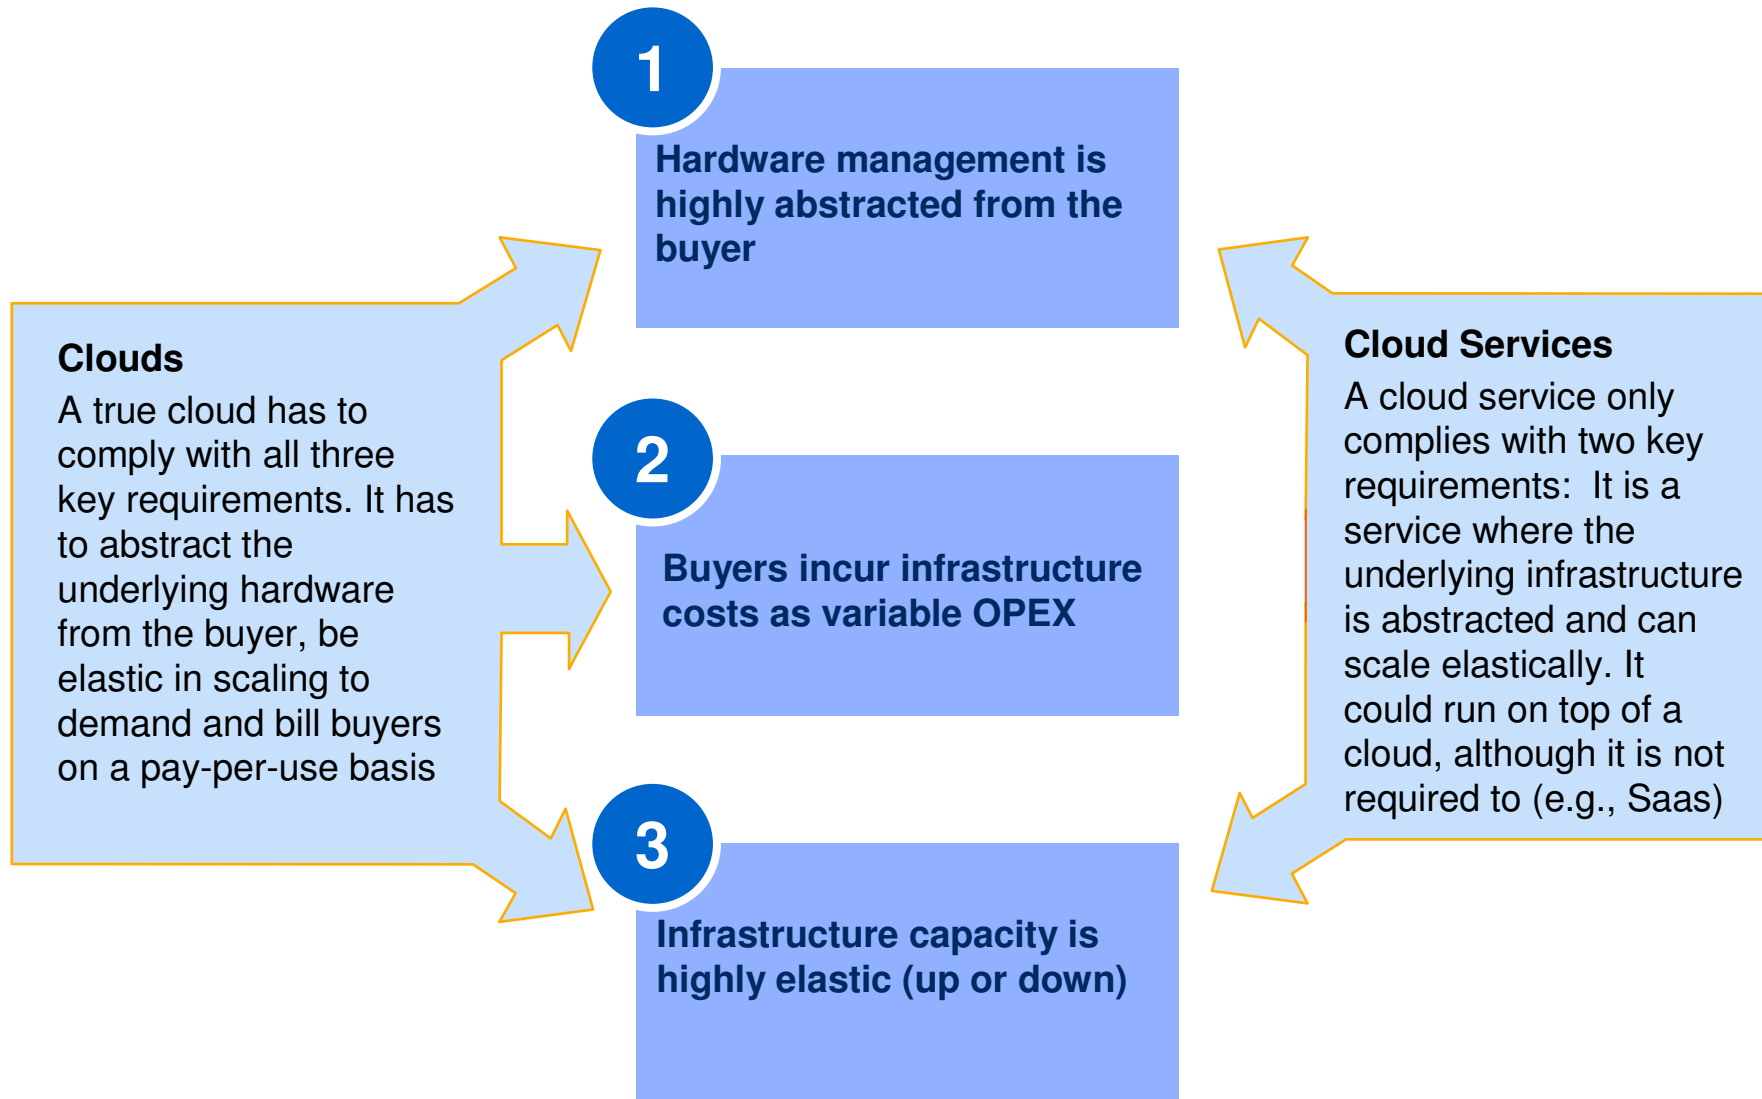 1
Hardware management is
highly abstracted from the
buyer
Clouds
A true cloud has to
comply with all three
key requirements. It has
to abstract the
underlying hardware
from the buyer, be
elastic in scaling to
demand and bill buyers
on a pay-per-use basis
2
Buyers incur infrastructure
costs as variable OPEX
3
Infrastructure capacity is
highly elastic (up or down)
Cloud Services
A cloud service only
complies with two key
requirements:  It is a
service where the
underlying infrastructure
is abstracted and can
scale elastically. It
could run on top of a
cloud, although it is not
required to (e.g., Saas)